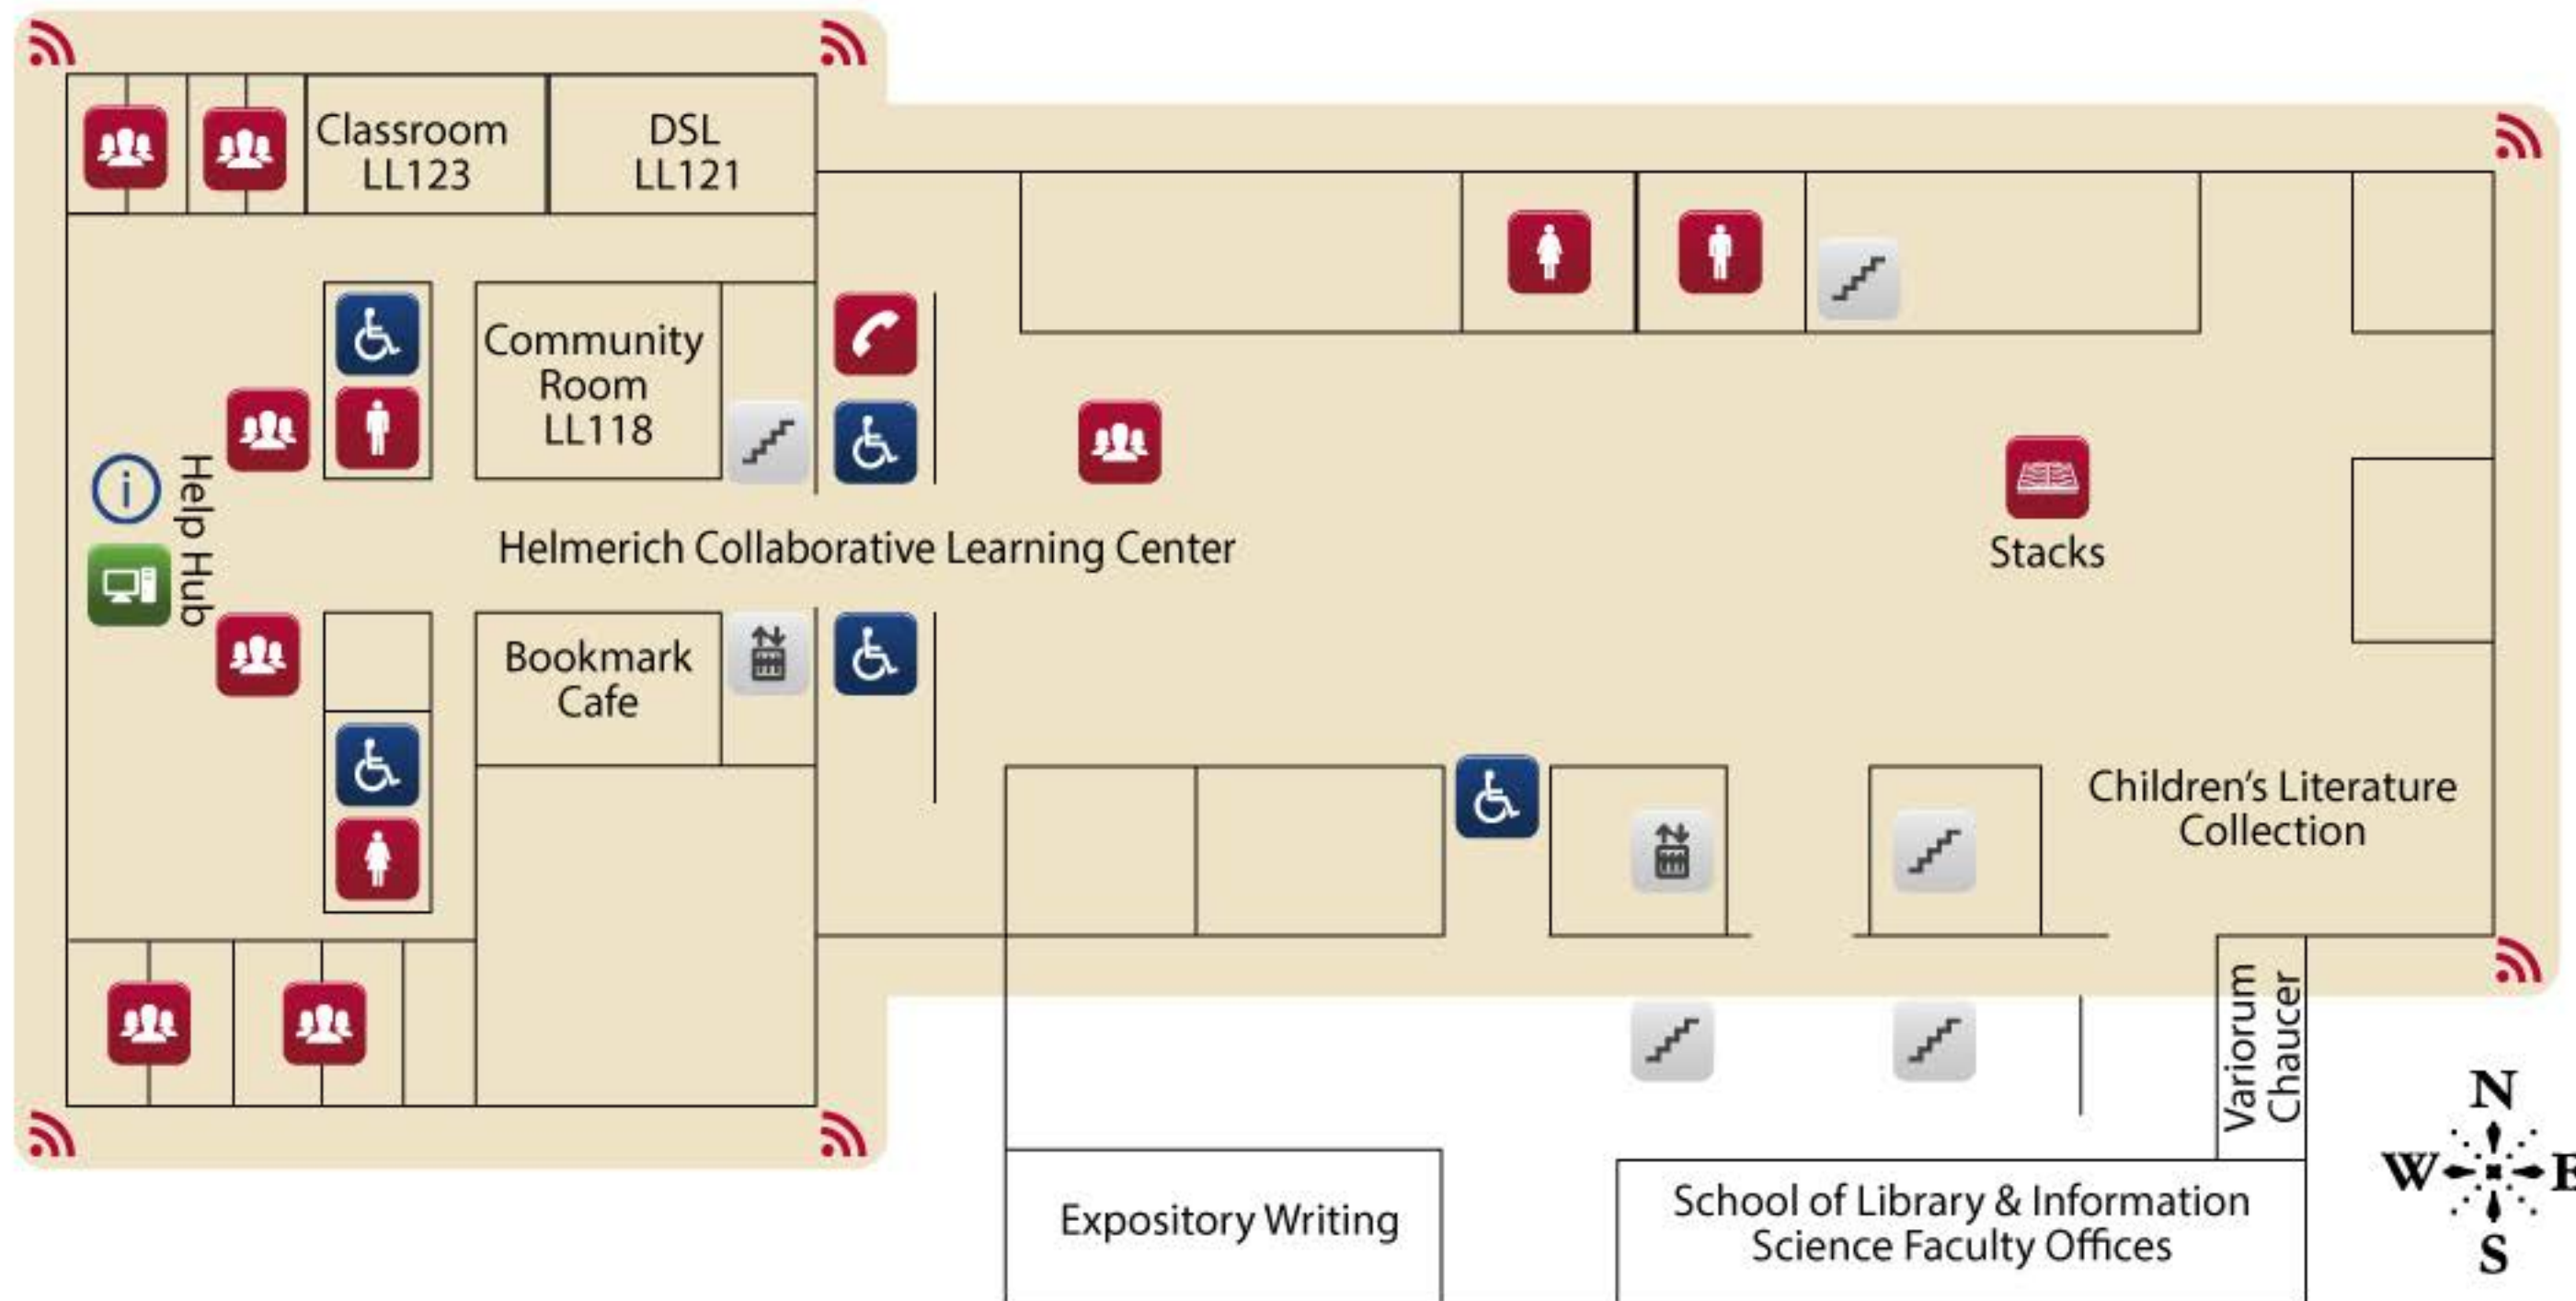 Classroom
LL123
DSL
LL121
Community
Room
LL118
i
Help Hub
Helmerich Collaborative Learning Center
Stacks
Bookmark
Cafe
Children's Literature
Collection
Variorum
Chaucer
Expository Writing
School of Library & Information
Science Faculty Offices
N
W E
S